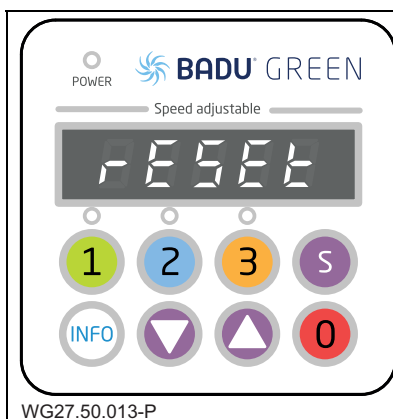 POWER
BADU® GREEN
Speed adjustable
rESEt
1 2 3 S
INFO 0
WG27.50.013-P